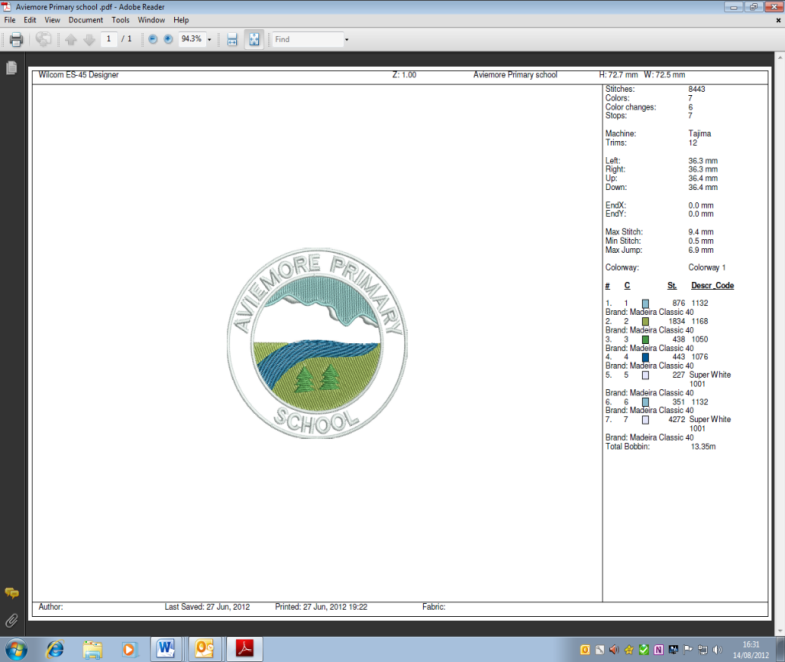 Aviemore Primary school .pdf - Adobe Reader
File Edit View Document Tools Window Help
1 / 1 94.3% Find
Wilcom ES-45 Designer Z: 1.00 Aviemore Primary school H: 72.7 mm W: 72.5 mm
Stitches: 8443
Colors: 7
Color changes: 6
Stops: 7
Machine: Tajima
Trims: 12
Left: 36.3 mm
Right: 36.3 mm
Up: 36.4 mm
Down: 36.4 mm
EndX: 0.0 mm
EndY: 0.0 mm
Max Stitch: 9.4 mm
Min Stitch: 0.5 mm
Max Jump: 6.9 mm
Colorway: Colorway 1
# C St. Descr_Code
1. 1 876 1132
Brand: Madeira Classic 40
2. 2 1834 1168
Brand: Madeira Classic 40
3. 3 438 1050
Brand: Madeira Classic 40
4. 4 443 1076
Brand: Madeira Classic 40
5. 5 227 Super White
1001
Brand: Madeira Classic 40
6. 6 351 1132
Brand: Madeira Classic 40
7. 7 4272 Super White
1001
Brand: Madeira Classic 40
Total Bobbin: 13.35m
AVIEMORE PRIMARY
SCHOOL
Author: Last Saved: 27 Jun, 2012 Printed: 27 Jun, 2012 19:22 Fabric:
16:31
14/08/2012